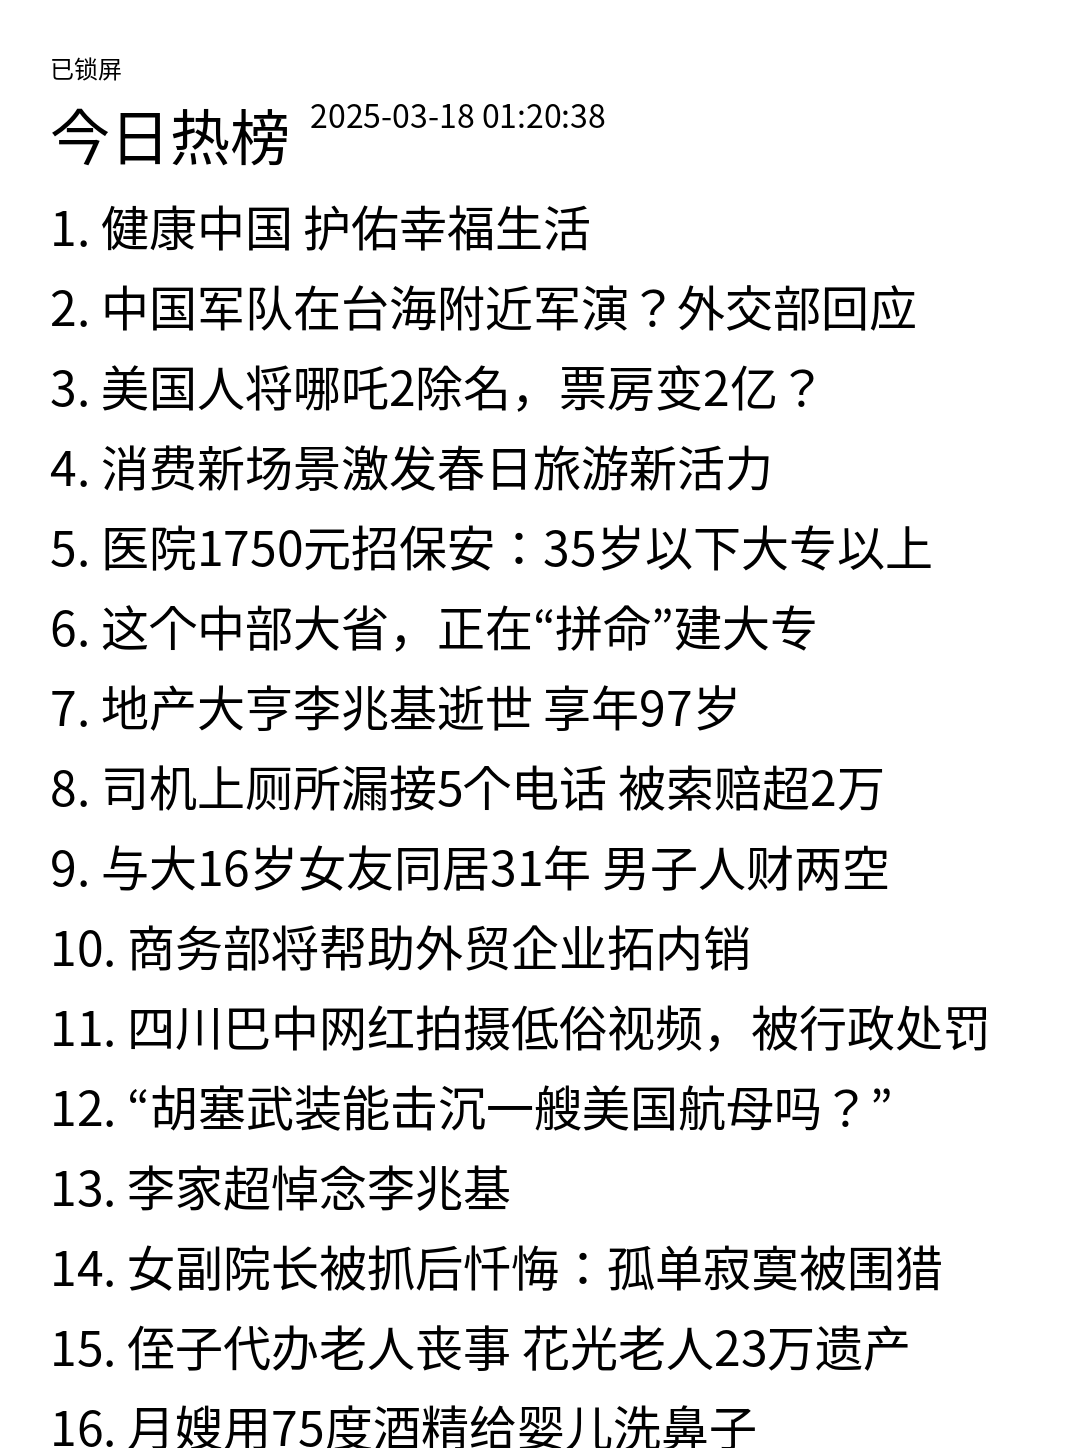 已锁屏
今日热榜 2025-03-18 01:20:38
1. 健康中国 护佑幸福生活
2. 中国军队在台海附近军演？外交部回应
3. 美国人将哪吒2除名，票房变2亿？
4. 消费新场景激发春日旅游新活力
5. 医院1750元招保安：35岁以下大专以上
6. 这个中部大省，正在“拼命”建大专
7. 地产大亨李兆基逝世 享年97岁
8. 司机上厕所漏接5个电话 被索赔超2万
9. 与大16岁女友同居31年 男子人财两空
10. 商务部将帮助外贸企业拓内销
11. 四川巴中网红拍摄低俗视频，被行政处罚
12. “胡塞武装能击沉一艘美国航母吗？”
13. 李家超悼念李兆基
14. 女副院长被抓后忏悔：孤单寂寞被围猎
15. 侄子代办老人丧事 花光老人23万遗产
16. 月嫂用75度酒精给婴儿洗鼻子